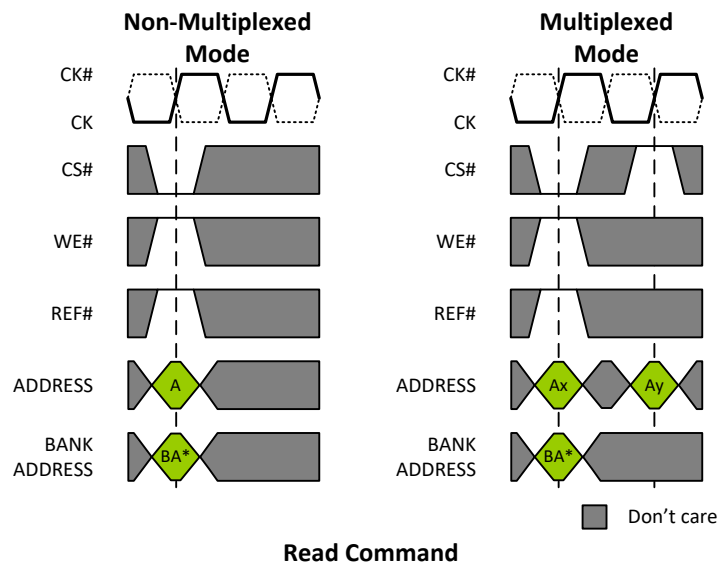 Non-Multiplexed
Mode
CK#
CK
CS#
WE#
REF#
ADDRESS
A
BANK
ADDRESS
BA*
Multiplexed
Mode
CK#
CK
CS#
WE#
REF#
ADDRESS
Ax
Ay
BANK
ADDRESS
BA*
Don't care
Read Command